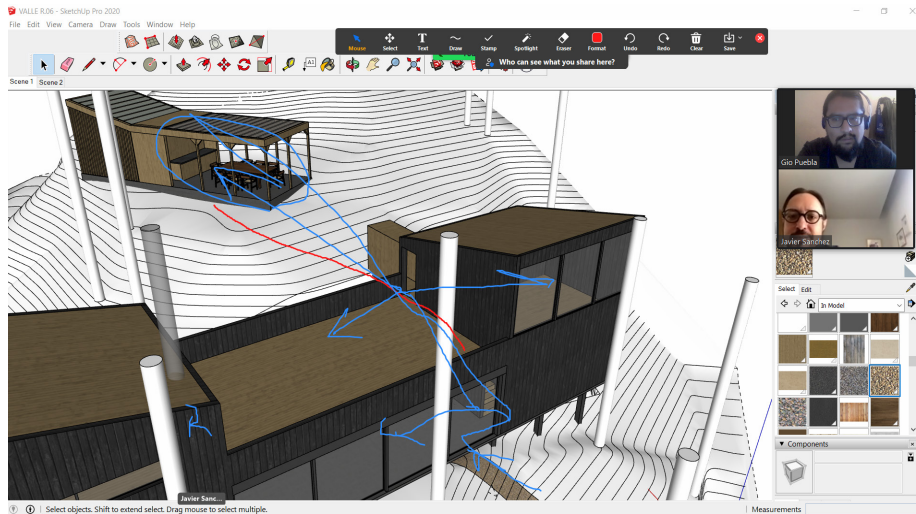 VALLE R.06 - SketchUp Pro 2020
File Edit View Camera Draw Tools Window Help
Mouse Select Text Draw Stamp Spotlight Eraser Format Undo Redo Clear Save
Who can see what you share here?
A1
Scene 1 Scene 2
Gio Puebla
Javier Sanchez
Select Edit
In Model
Components
Javier Sanc...
Select objects. Shift to extend select. Drag mouse to select multiple.
Measurements